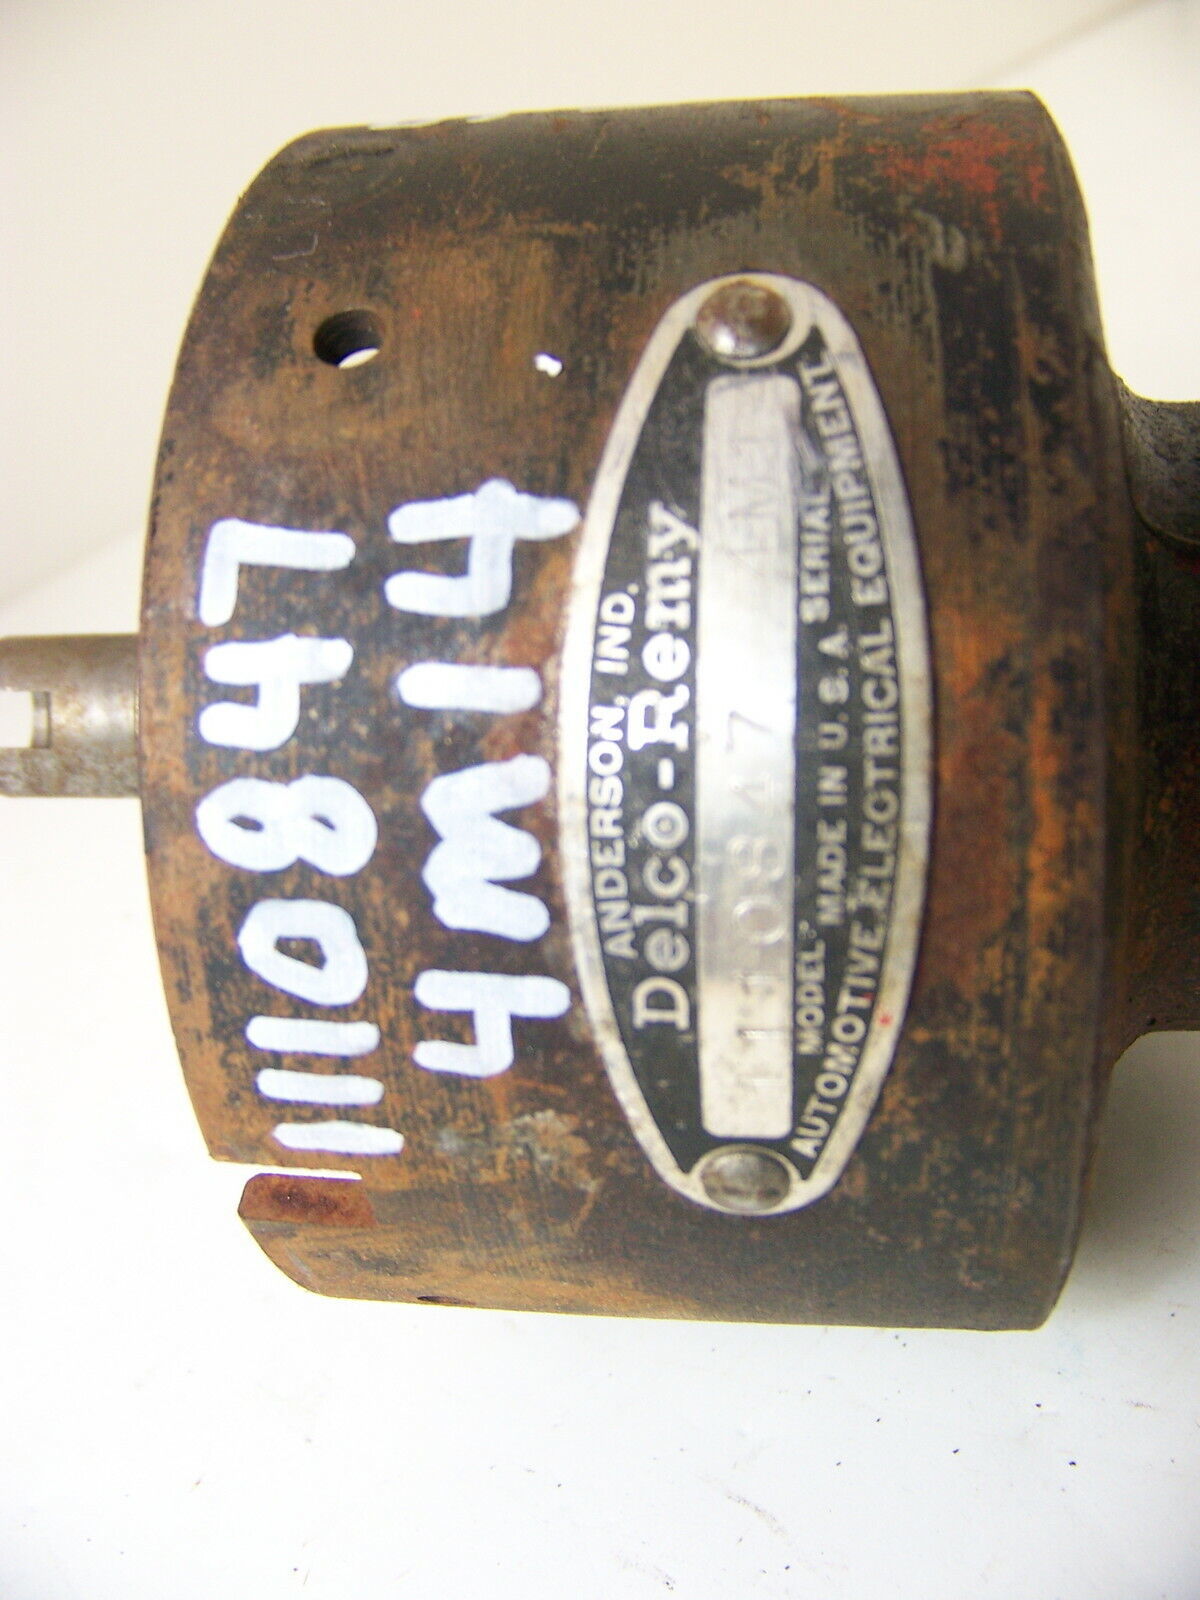 1110847
4M14
ANDERSON, IND.
Delco-Remy
1110847
MODEL MADE IN U.S.A. SERIAL
AUTOMOTIVE ELECTRICAL EQUIPMENT